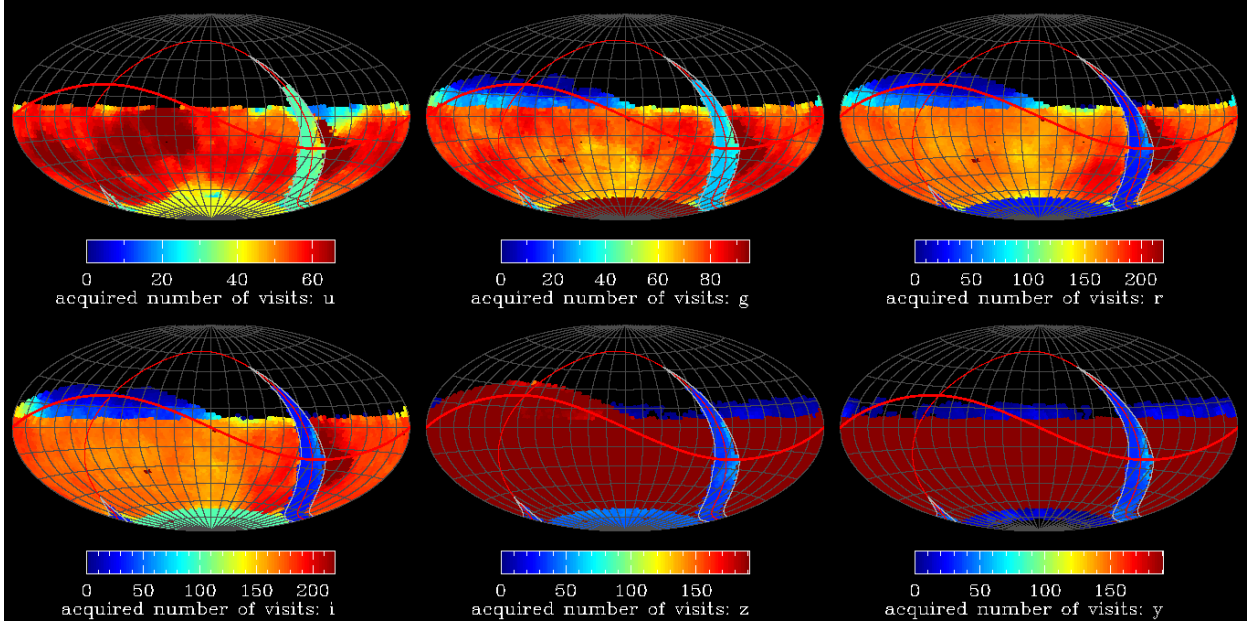 0 20 40 60
acquired number of visits: u
0 20 40 60 80
acquired number of visits: g
0 50 100 150 200
acquired number of visits: r
0 50 100 150 200
acquired number of visits: i
0 50 100 150
acquired number of visits: z
0 50 100 150
acquired number of visits: y